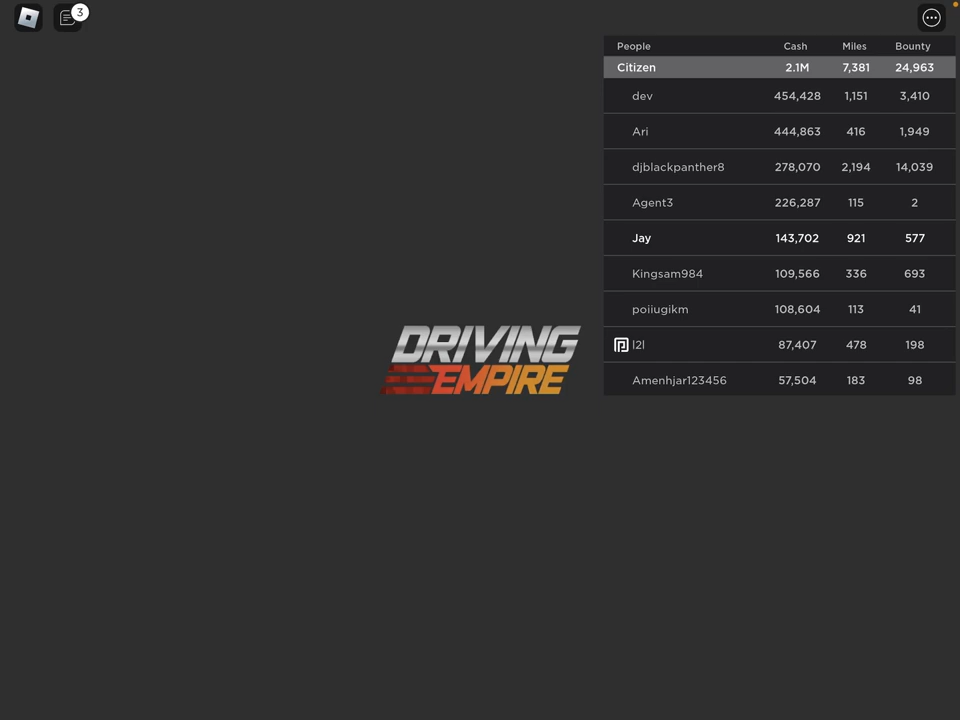 3
People Cash Miles Bounty
Citizen 2.1M 7,381 24,963
dev 454,428 1,151 3,410
Ari 444,863 416 1,949
djblackpanther8 278,070 2,194 14,039
Agent3 226,287 115 2
Jay 143,702 921 577
Kingsam984 109,566 336 693
poiiugikm 108,604 113 41
l2l 87,407 478 198
Amenhjar123456 57,504 183 98
DRIVING
EMPIRE